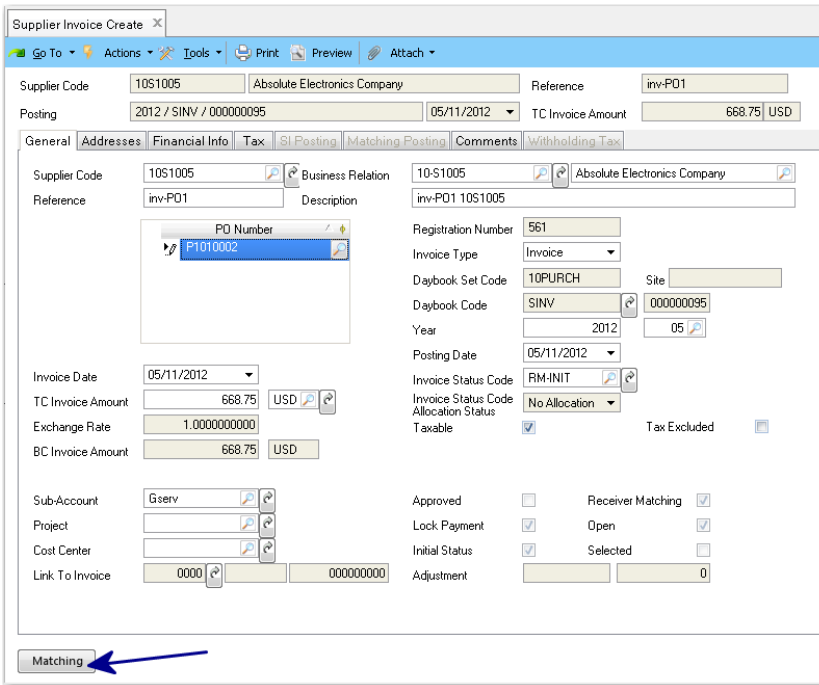 Supplier Invoice Create
Go To Actions Tools Print Preview Attach
Supplier Code 10S1005 Absolute Electronics Company Reference inv-PO1
Posting 2012 / SINV / 000000095 05/11/2012 TC Invoice Amount 668.75 USD
General Addresses Financial Info Tax SI Posting Matching Posting Comments Withholding Tax
Supplier Code 10S1005 Business Relation 10-S1005 Absolute Electronics Company
Reference inv-PO1 Description inv-PO1 10S1005
PO Number
P1010002
Registration Number 561
Invoice Type Invoice
Daybook Set Code 10PURCH Site
Daybook Code SINV 000000095
Year 2012 05
Posting Date 05/11/2012
Invoice Date 05/11/2012
Invoice Status Code RM-INIT
TC Invoice Amount 668.75 USD
Invoice Status Code
Allocation Status No Allocation
Exchange Rate 1.0000000000
Taxable Tax Excluded
BC Invoice Amount 668.75 USD
Sub-Account Gserv Approved Receiver Matching
Project Lock Payment Open
Cost Center Initial Status Selected
Link To Invoice 0000 000000000 Adjustment 0
Matching